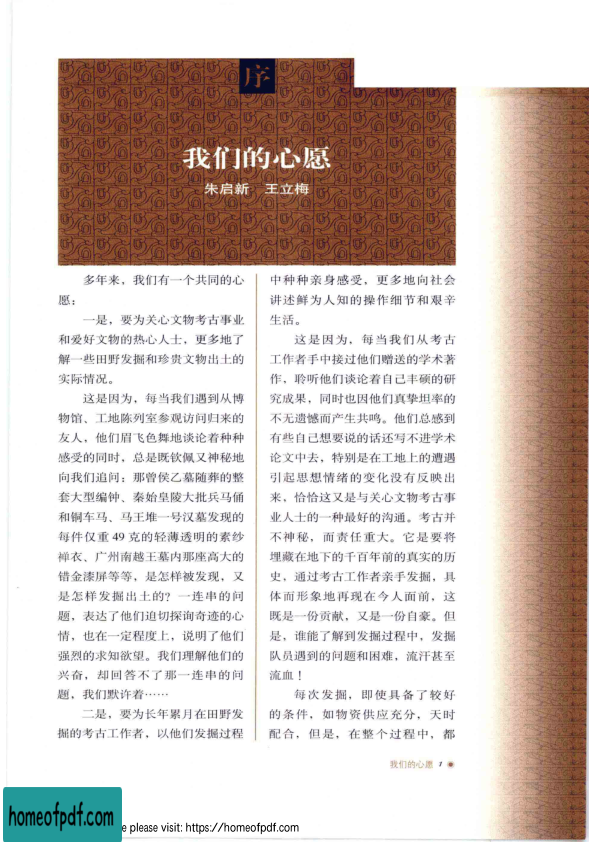 序
我们的心愿
朱启新 王立梅
多年来，我们有一个共同的心
愿：
一是，要为关心文物考古事业
和爱好文物的热心人士，更多地了
解一些田野发掘和珍贵文物出土的
实际情况。
这是因为，每当我们遇到从博
物馆、工地陈列室参观访问归来的
友人，他们眉飞色舞地谈论着种种
感受的同时，总是既钦佩又神秘地
向我们追问：那曾侯乙墓随葬的整
套大型编钟、秦始皇陵大批兵马俑
和铜车马、马王堆一号汉墓发现的
每件仅重 49 克的轻薄透明的素纱
禅衣、广州南越王墓内那座高大的
错金漆屏等等，是怎样被发现，又
是怎样发掘出土的？一连串的问
题，表达了他们迫切探询奇迹的心
情，也在一定程度上，说明了他们
强烈的求知欲望。我们理解他们的
兴奋，却回答不了那一连串的问
题，我们默许着……
二是，要为长年累月在田野发
掘的考古工作者，以他们发掘过程
中种种亲身感受，更多地向社会
讲述鲜为人知的操作细节和艰辛
生活。
这是因为，每当我们从考古
工作者手中接过他们赠送的学术著
作，聆听他们谈论着自己丰硕的研
究成果，同时也因他们真挚坦率的
不无遗憾而产生共鸣。他们总感到
有些自己想要说的话还写不进学术
论文中去，特别是在工地上的遭遇
引起思想情绪的变化没有反映出
来，恰恰这又是与关心文物考古事
业人士的一种最好的沟通。考古并
不神秘，而责任重大。它是要将
埋藏在地下的千百年前的真实的历
史，通过考古工作者亲手发掘，具
体而形象地再现在今人面前，这
既是一份贡献，又是一份自豪。但
是，谁能了解到发掘过程中，发掘
队员遇到的问题和困难，流汗甚至
流血！
每次发掘，即使具备了较好
的条件，如物资供应充分，天时
配合，但是，在整个过程中，都
我们的心愿 1
homeofpdf.com
e please visit: https://homeofpdf.com